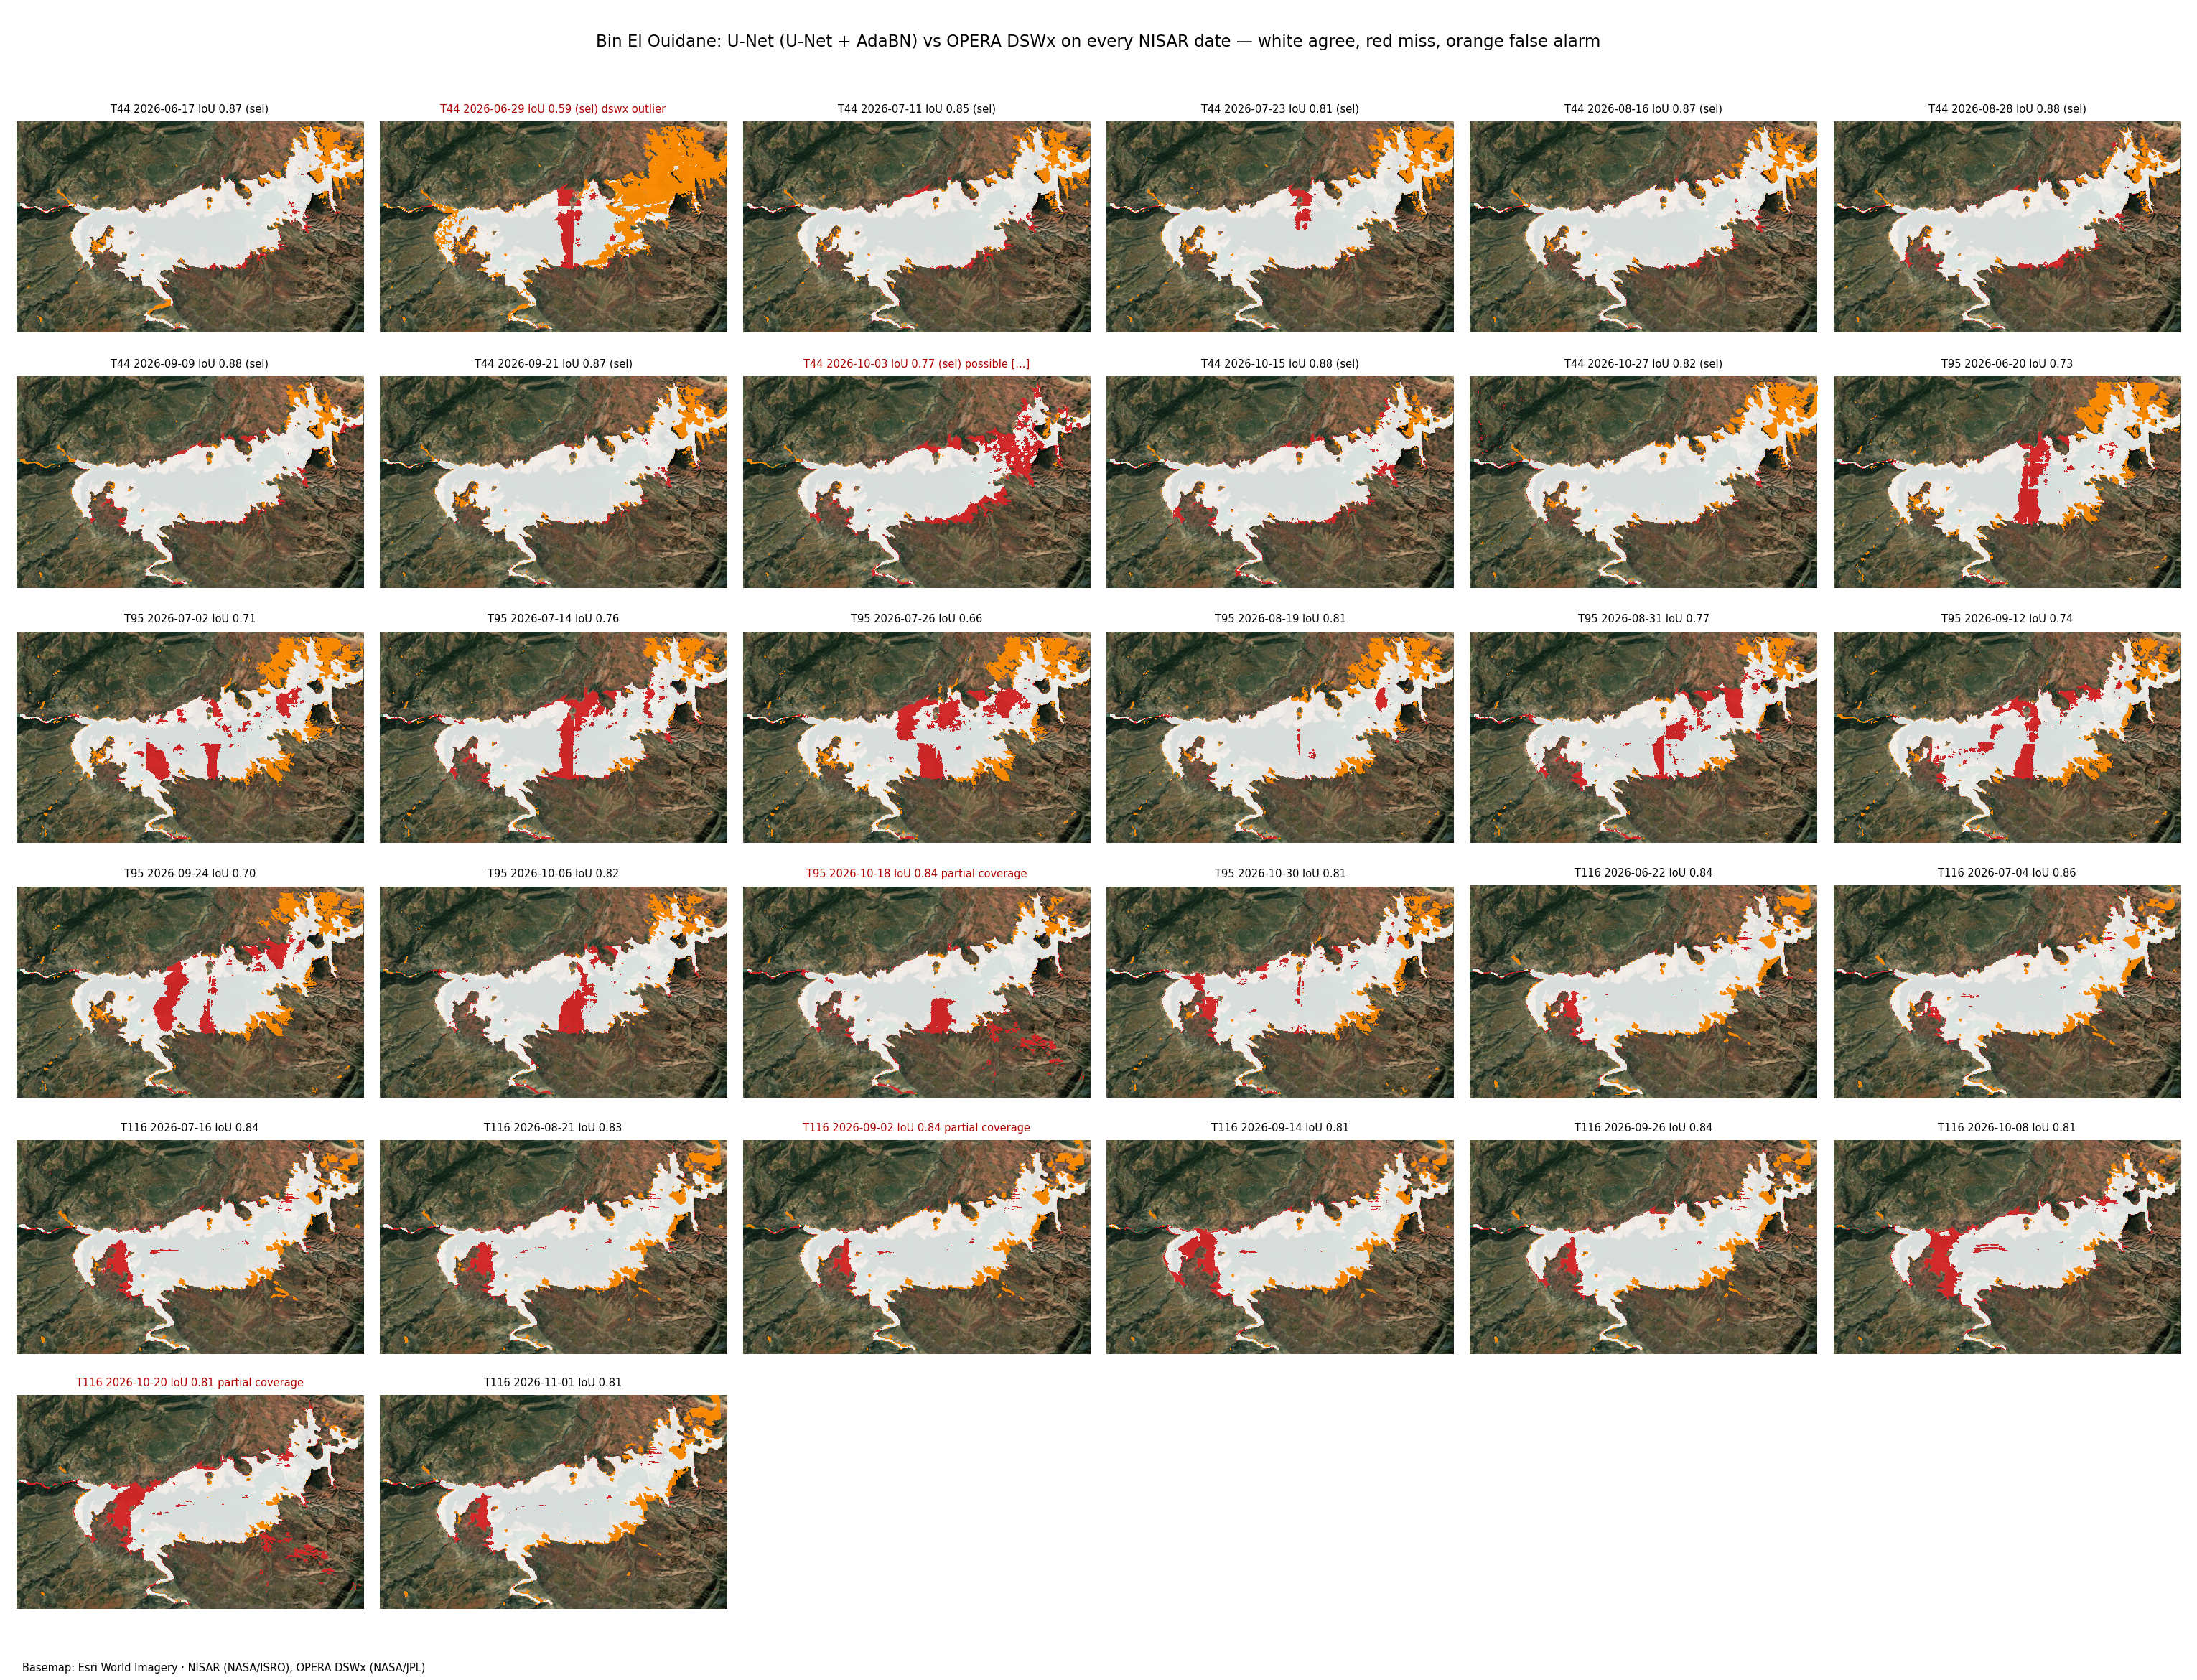 Bin El Ouidane: U-Net (U-Net + AdaBN) vs OPERA DSWx on every NISAR date — white agree, red miss, orange false alarm
T44 2026-06-17 IoU 0.87 (sel)
T44 2026-06-29 IoU 0.59 (sel) dswx outlier
T44 2026-07-11 IoU 0.85 (sel)
T44 2026-07-23 IoU 0.81 (sel)
T44 2026-08-16 IoU 0.87 (sel)
T44 2026-08-28 IoU 0.88 (sel)
T44 2026-09-09 IoU 0.88 (sel)
T44 2026-09-21 IoU 0.87 (sel)
T44 2026-10-03 IoU 0.77 (sel) possible [...]
T44 2026-10-15 IoU 0.88 (sel)
T44 2026-10-27 IoU 0.82 (sel)
T95 2026-06-20 IoU 0.73
T95 2026-07-02 IoU 0.71
T95 2026-07-14 IoU 0.76
T95 2026-07-26 IoU 0.66
T95 2026-08-19 IoU 0.81
T95 2026-08-31 IoU 0.77
T95 2026-09-12 IoU 0.74
T95 2026-09-24 IoU 0.70
T95 2026-10-06 IoU 0.82
T95 2026-10-18 IoU 0.84 partial coverage
T95 2026-10-30 IoU 0.81
T116 2026-06-22 IoU 0.84
T116 2026-07-04 IoU 0.86
T116 2026-07-16 IoU 0.84
T116 2026-08-21 IoU 0.83
T116 2026-09-02 IoU 0.84 partial coverage
T116 2026-09-14 IoU 0.81
T116 2026-09-26 IoU 0.84
T116 2026-10-08 IoU 0.81
T116 2026-10-20 IoU 0.81 partial coverage
T116 2026-11-01 IoU 0.81
Basemap: Esri World Imagery · NISAR (NASA/ISRO), OPERA DSWx (NASA/JPL)